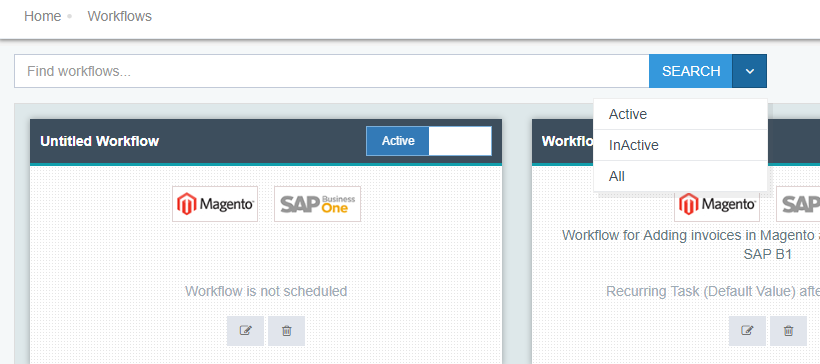 Home Workflows
Find workflows...
SEARCH
Active
InActive
All
Untitled Workflow
Active
Magento
SAP Business One
Workflow is not scheduled
Magento
SAP
Workflow for Adding invoices in Magento
SAP B1
Recurring Task (Default Value) afte